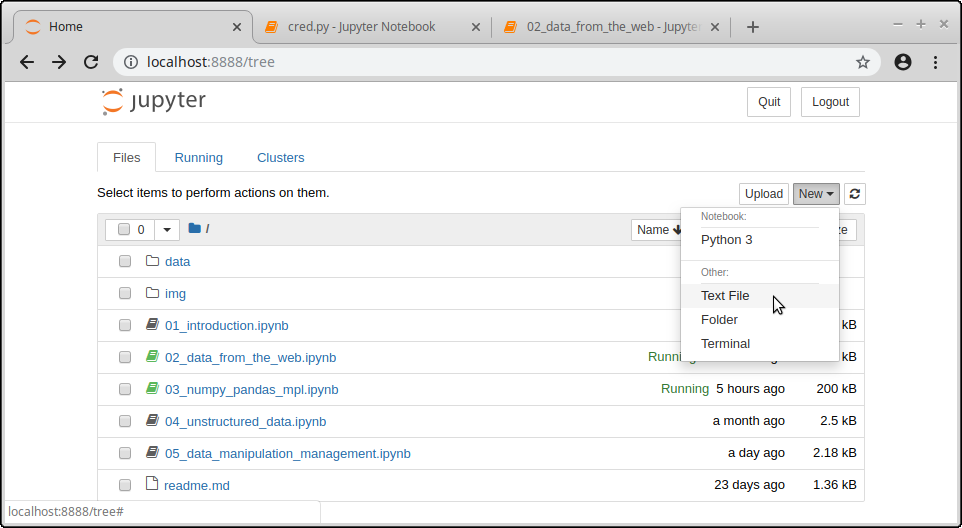 Home
cred.py - Jupyter Notebook
02_data_from_the_web - Jupyter
localhost:8888/tree
jupyter
Quit
Logout
Files
Running
Clusters
Select items to perform actions on them.
Upload
New
0
/
Name
Notebook:
Python 3
Other:
Text File
Folder
Terminal
data
img
01_introduction.ipynb
kB
02_data_from_the_web.ipynb
Running
kB
03_numpy_pandas_mpl.ipynb
Running 5 hours ago 200 kB
04_unstructured_data.ipynb
a month ago 2.5 kB
05_data_manipulation_management.ipynb
a day ago 2.18 kB
readme.md
23 days ago 1.36 kB
localhost:8888/tree#